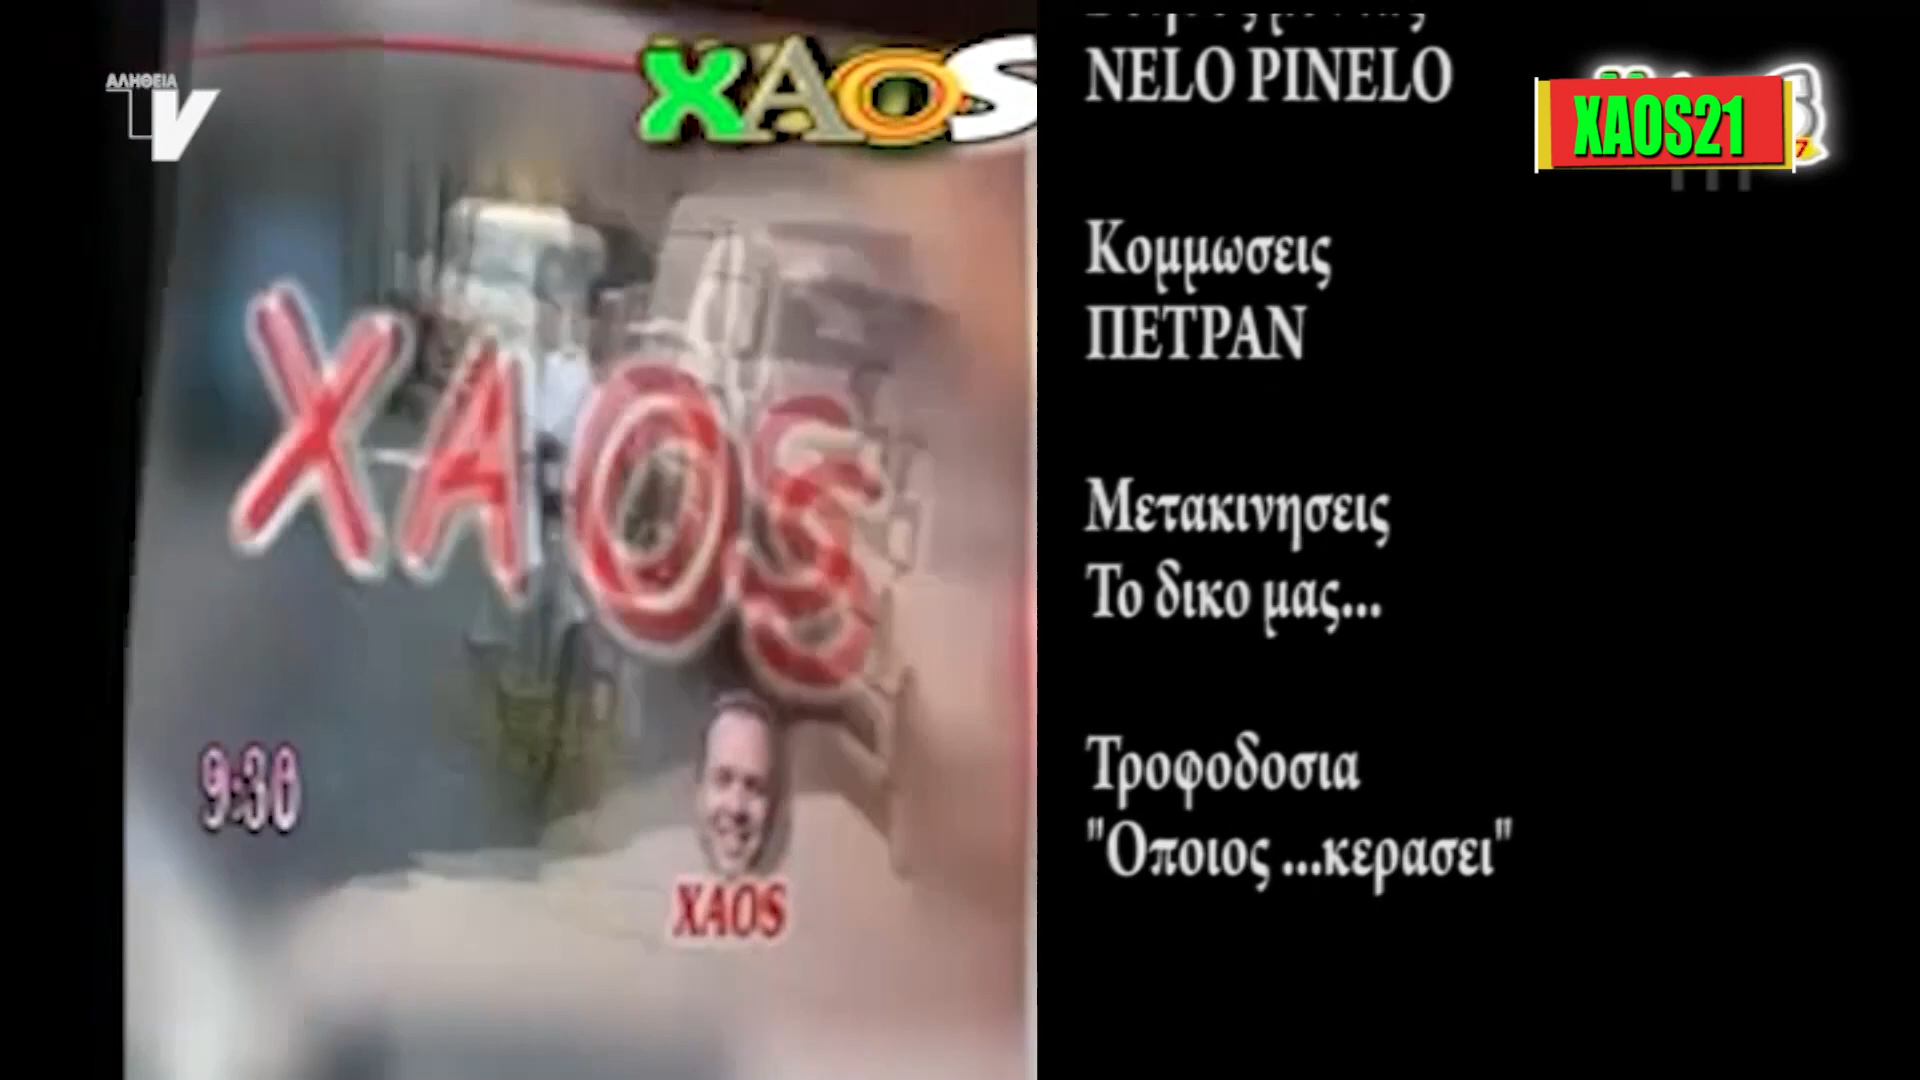 ΑΛΗΘΕΙΑ
TV
XAOS
XAOS
9:30
XAOS
NELO PINELO
Κομμωσεις
ΠΕΤΡΑΝ
Μετακινησεις
Το δικο μας...
Τροφοδοσια
"Οποιος ...κερασει"
XAOS21
7